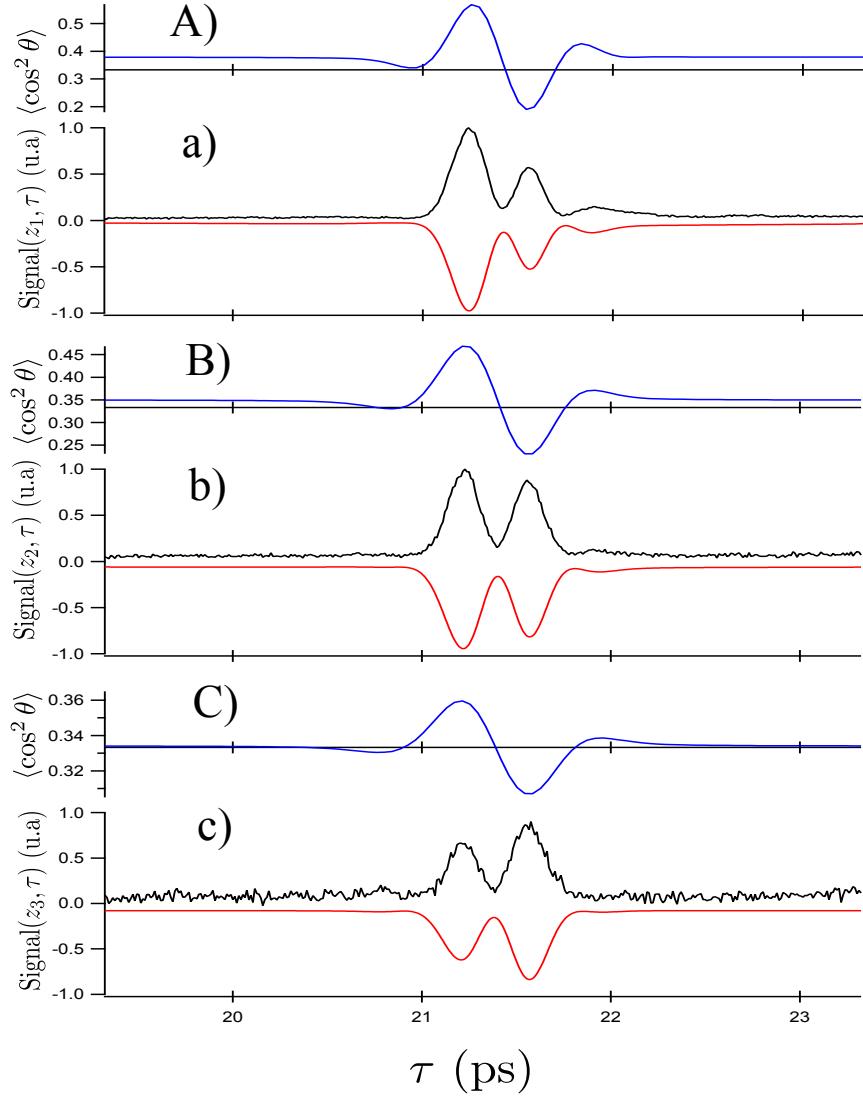 A)
⟨cos² θ⟩
0.5
0.4
0.3
0.2
a)
Signal(z₁, τ) (u.a)
1.0
0.5
0.0
-0.5
-1.0
20
21
22
23
B)
⟨cos² θ⟩
0.45
0.40
0.35
0.30
0.25
b)
Signal(z₂, τ) (u.a)
1.0
0.5
0.0
-0.5
-1.0
C)
⟨cos² θ⟩
0.36
0.34
0.32
c)
Signal(z₃, τ) (u.a)
1.0
0.5
0.0
-0.5
-1.0
τ (ps)